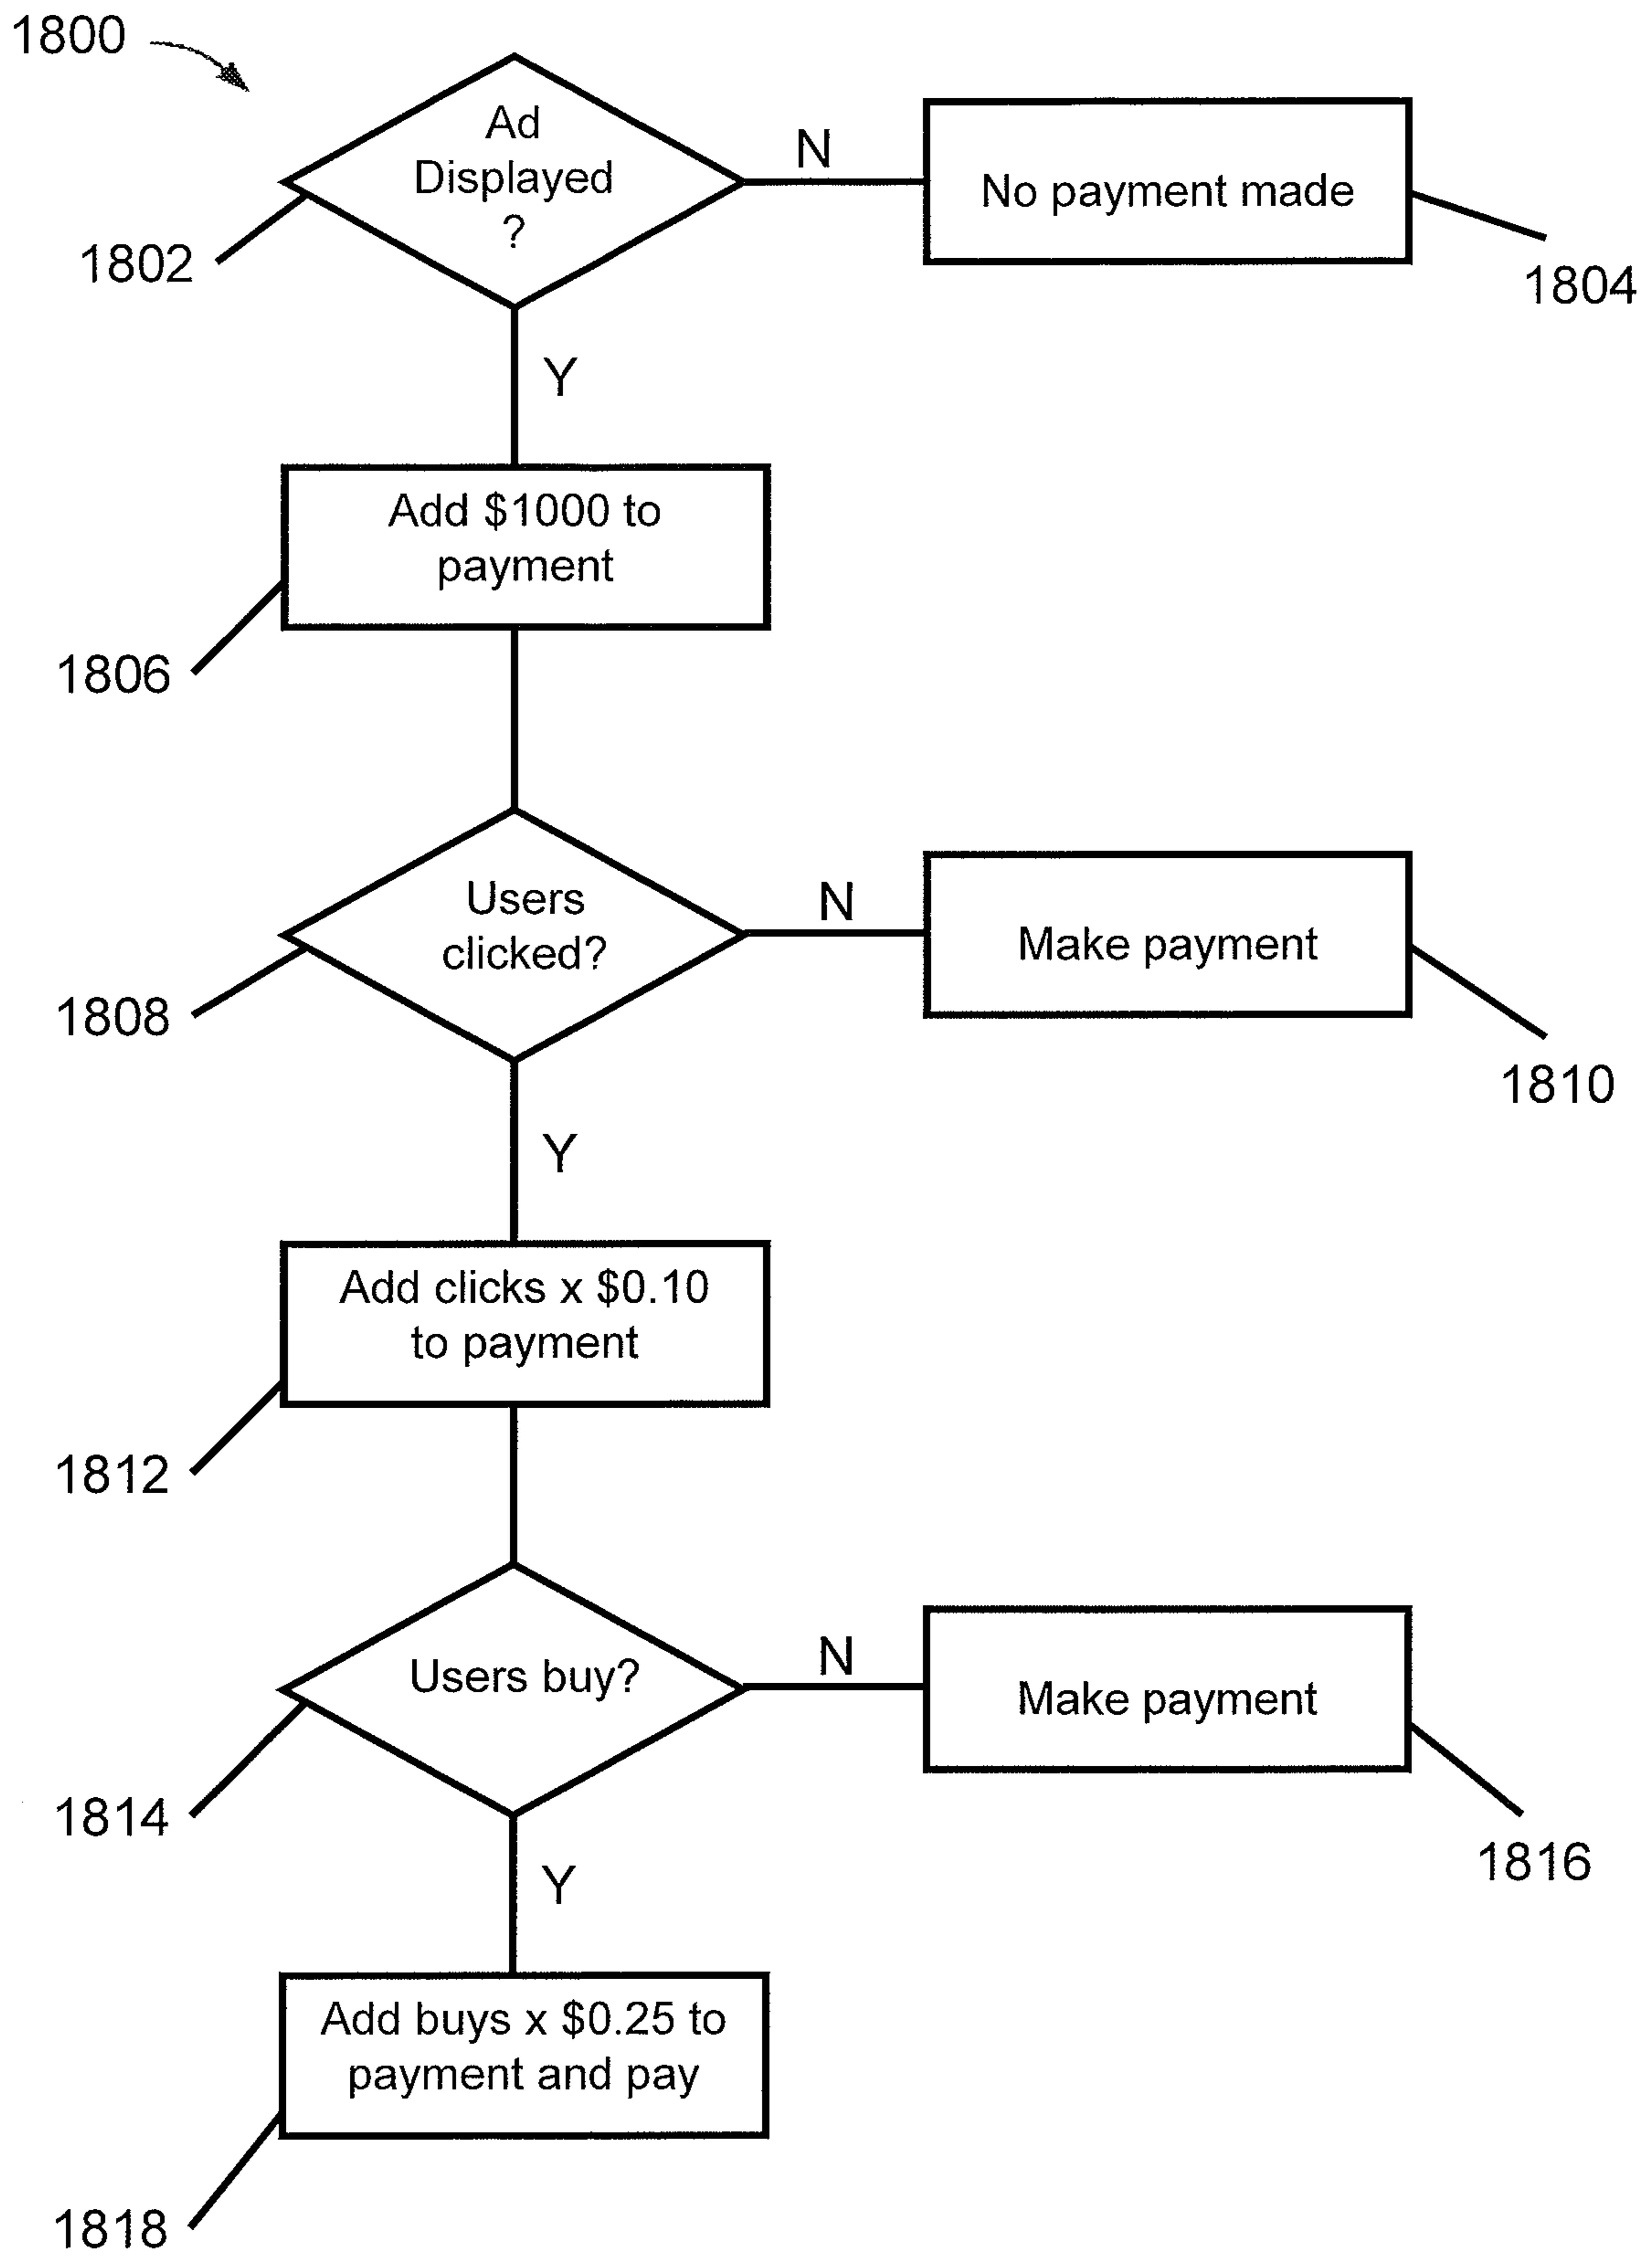 1800
Ad
Displayed
?
N
No payment made
1802
1804
Y
Add $1000 to
payment
1806
Users
clicked?
N
Make payment
1808
1810
Y
Add clicks x $0.10
to payment
1812
Users buy?
N
Make payment
1814
1816
Y
Add buys x $0.25 to
payment and pay
1818